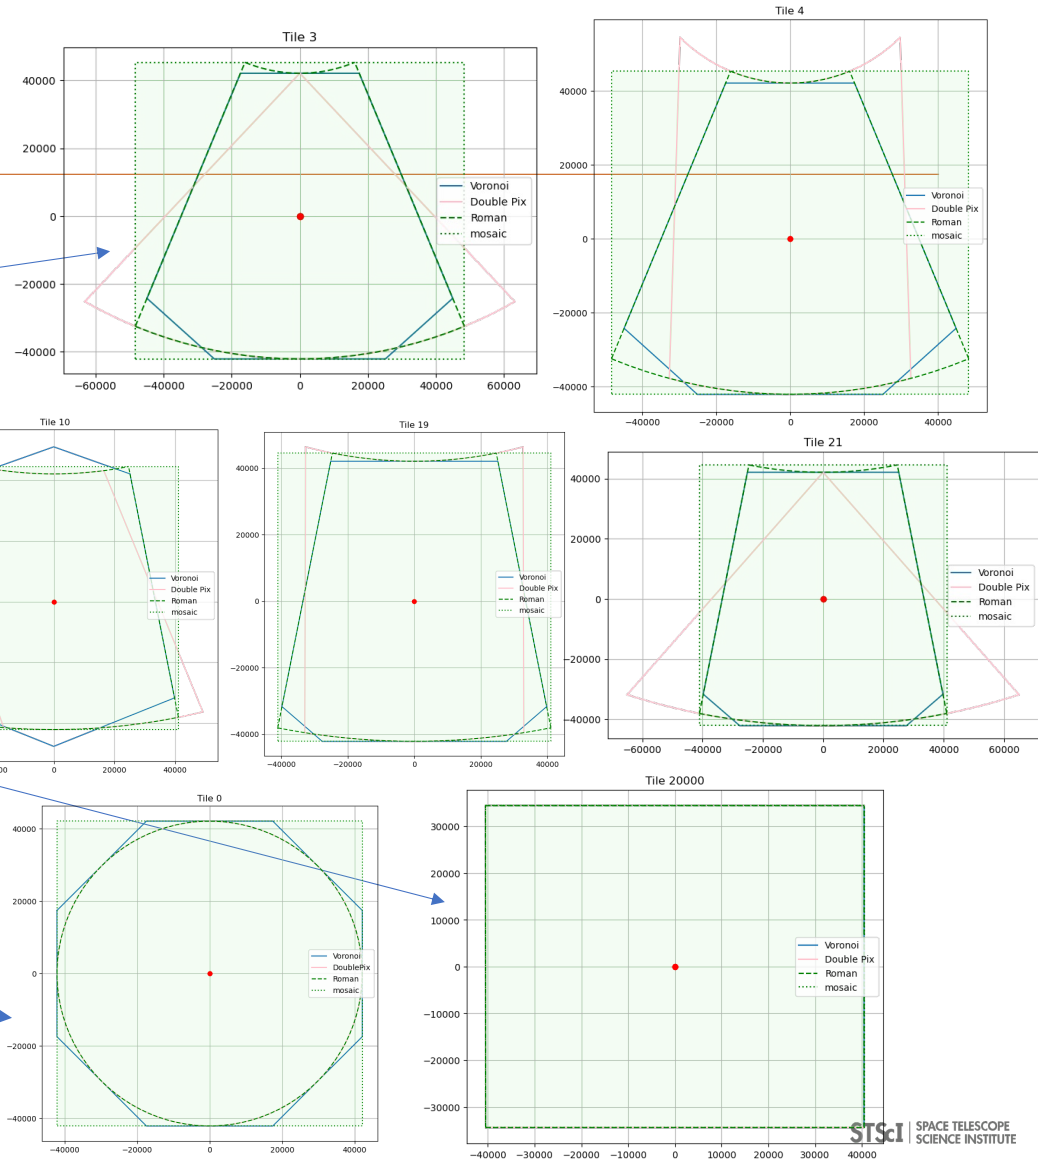 Tile 3
40000
20000
0
−20000
−40000
−60000 −40000 −20000 0 20000 40000 60000
Voronoi
Double Pix
Roman
mosaic
Tile 4
40000
20000
0
−20000
−40000
−40000 −20000 0 20000 40000
Voronoi
Double Pix
Roman
mosaic
Tile 10
0 20000 40000
Voronoi
Double Pix
Roman
mosaic
Tile 19
40000
20000
0
−20000
−40000
−40000 −20000 0 20000 40000
Voronoi
Double Pix
Roman
mosaic
Tile 21
40000
20000
0
−20000
−40000
−60000 −40000 −20000 0 20000 40000 60000
Voronoi
Double Pix
Roman
mosaic
Tile 0
40000
20000
0
−20000
−40000
−40000 −20000 0 20000 40000
Voronoi
DoublePix
Roman
mosaic
Tile 20000
30000
20000
10000
0
−10000
−20000
−30000
−40000 −30000 −20000 −10000 0 10000 20000 30000 40000
Voronoi
Double Pix
Roman
mosaic
STScI | SPACE TELESCOPE
SCIENCE INSTITUTE